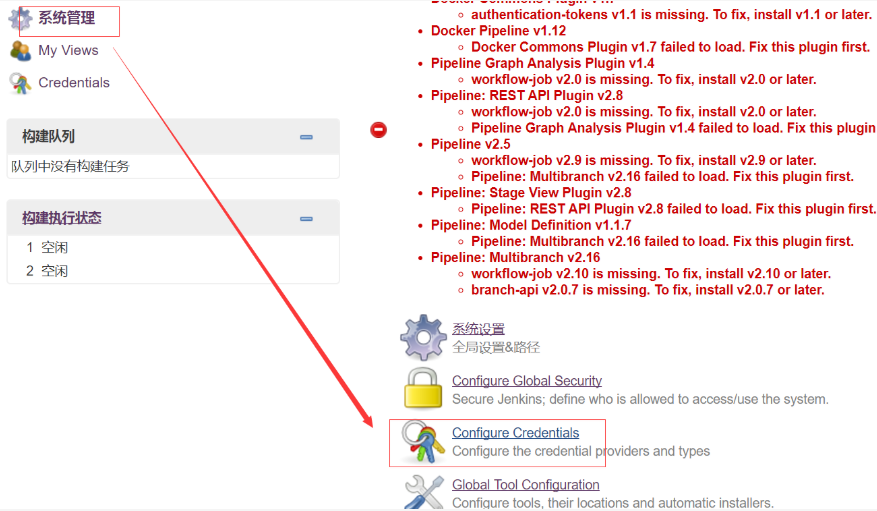 系统管理
My Views
Credentials
构建队列
队列中没有构建任务
构建执行状态
1 空闲
2 空闲
authentication-tokens v1.1 is missing. To fix, install v1.1 or later.
Docker Pipeline v1.12
Docker Commons Plugin v1.7 failed to load. Fix this plugin first.
Pipeline Graph Analysis Plugin v1.4
workflow-job v2.0 is missing. To fix, install v2.0 or later.
Pipeline: REST API Plugin v2.8
workflow-job v2.0 is missing. To fix, install v2.0 or later.
Pipeline Graph Analysis Plugin v1.4 failed to load. Fix this plugin
Pipeline v2.5
workflow-job v2.9 is missing. To fix, install v2.9 or later.
Pipeline: Multibranch v2.16 failed to load. Fix this plugin first.
Pipeline: Stage View Plugin v2.8
Pipeline: REST API Plugin v2.8 failed to load. Fix this plugin first.
Pipeline: Model Definition v1.1.7
Pipeline: Multibranch v2.16 failed to load. Fix this plugin first.
Pipeline: Multibranch v2.16
workflow-job v2.10 is missing. To fix, install v2.10 or later.
branch-api v2.0.7 is missing. To fix, install v2.0.7 or later.
系统设置
全局设置&路径
Configure Global Security
Secure Jenkins; define who is allowed to access/use the system.
Configure Credentials
Configure the credential providers and types
Global Tool Configuration
Configure tools, their locations and automatic installers.